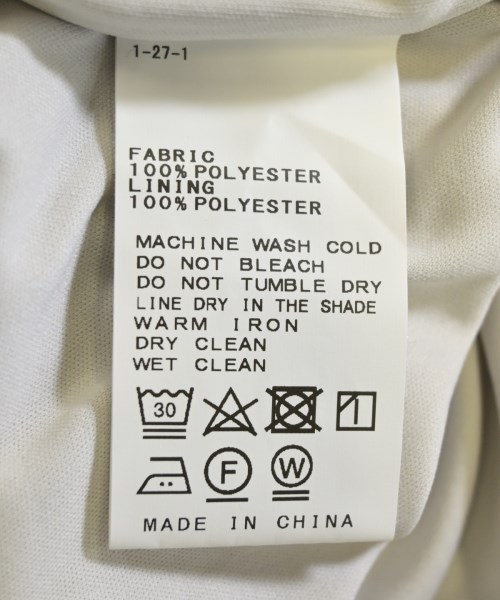 1-27-1
FABRIC
100% POLYESTER
LINING
100% POLYESTER
MACHINE WASH COLD
DO NOT BLEACH
DO NOT TUMBLE DRY
LINE DRY IN THE SHADE
WARM IRON
DRY CLEAN
WET CLEAN
30
F W
MADE IN CHINA